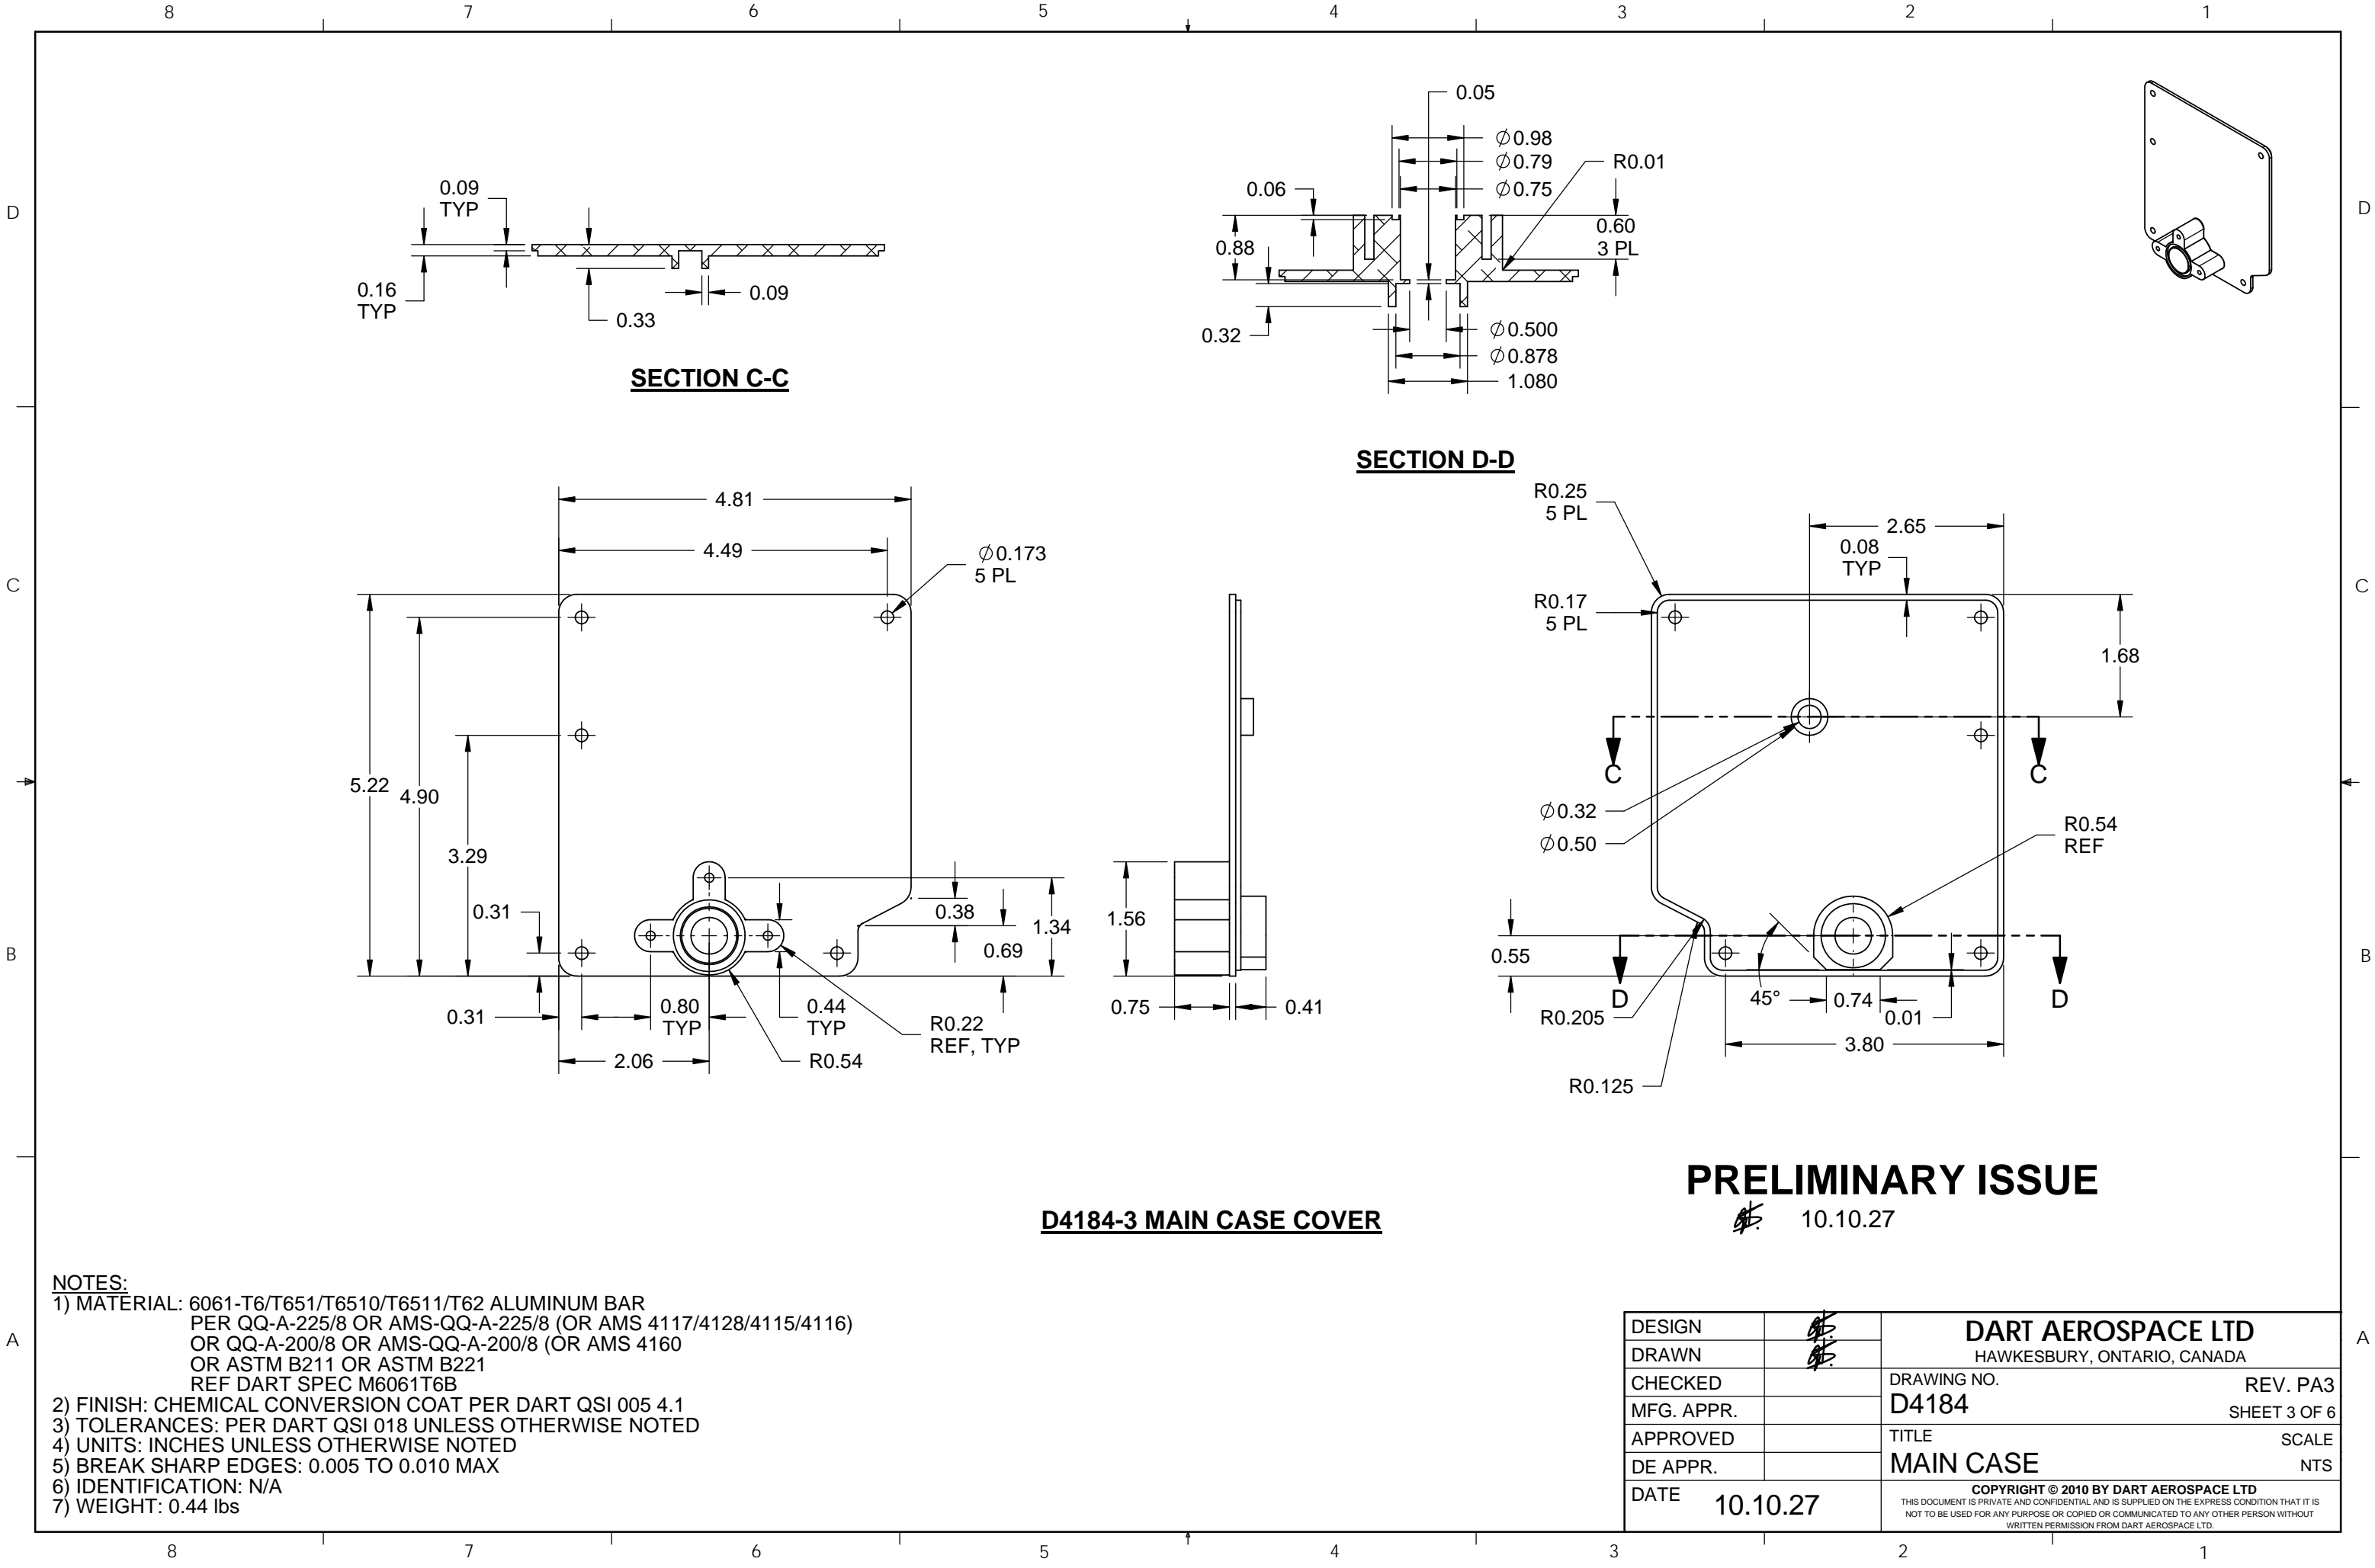 8 7 6 5 4 3 2 1
D
C
B
A
D
C
B
A
0.09
TYP
0.16
TYP
0.33
0.09
SECTION C-C
0.05
∅0.98
∅0.79
∅0.75
R0.01
0.06
0.88
0.60
3 PL
0.32
∅0.500
∅0.878
1.080
SECTION D-D
4.81
4.49
∅0.173
5 PL
5.22
4.90
3.29
0.31
0.31
0.80
TYP
2.06
0.44
TYP
R0.54
R0.22
REF, TYP
0.38
0.69
1.34
1.56
0.75
0.41
R0.25
5 PL
R0.17
5 PL
2.65
0.08
TYP
1.68
C
C
∅0.32
∅0.50
R0.54
REF
0.55
D
D
45°
0.74
0.01
3.80
R0.205
R0.125
D4184-3 MAIN CASE COVER
PRELIMINARY ISSUE
10.10.27
NOTES:
1) MATERIAL: 6061-T6/T651/T6510/T6511/T62 ALUMINUM BAR
PER QQ-A-225/8 OR AMS-QQ-A-225/8 (OR AMS 4117/4128/4115/4116)
OR QQ-A-200/8 OR AMS-QQ-A-200/8 (OR AMS 4160
OR ASTM B211 OR ASTM B221
REF DART SPEC M6061T6B
2) FINISH: CHEMICAL CONVERSION COAT PER DART QSI 005 4.1
3) TOLERANCES: PER DART QSI 018 UNLESS OTHERWISE NOTED
4) UNITS: INCHES UNLESS OTHERWISE NOTED
5) BREAK SHARP EDGES: 0.005 TO 0.010 MAX
6) IDENTIFICATION: N/A
7) WEIGHT: 0.44 lbs
DESIGN
DRAWN
CHECKED
MFG. APPR.
APPROVED
DE APPR.
DATE 10.10.27
DART AEROSPACE LTD
HAWKESBURY, ONTARIO, CANADA
DRAWING NO. REV. PA3
D4184 SHEET 3 OF 6
TITLE SCALE
MAIN CASE NTS
COPYRIGHT © 2010 BY DART AEROSPACE LTD
THIS DOCUMENT IS PRIVATE AND CONFIDENTIAL AND IS SUPPLIED ON THE EXPRESS CONDITION THAT IT IS
NOT TO BE USED FOR ANY PURPOSE OR COPIED OR COMMUNICATED TO ANY OTHER PERSON WITHOUT
WRITTEN PERMISSION FROM DART AEROSPACE LTD.
8 7 6 5 4 3 2 1